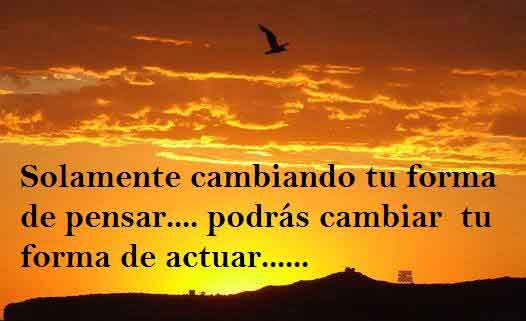 Solamente cambiando tu forma
de pensar.... podrás cambiar  tu
forma de actuar......